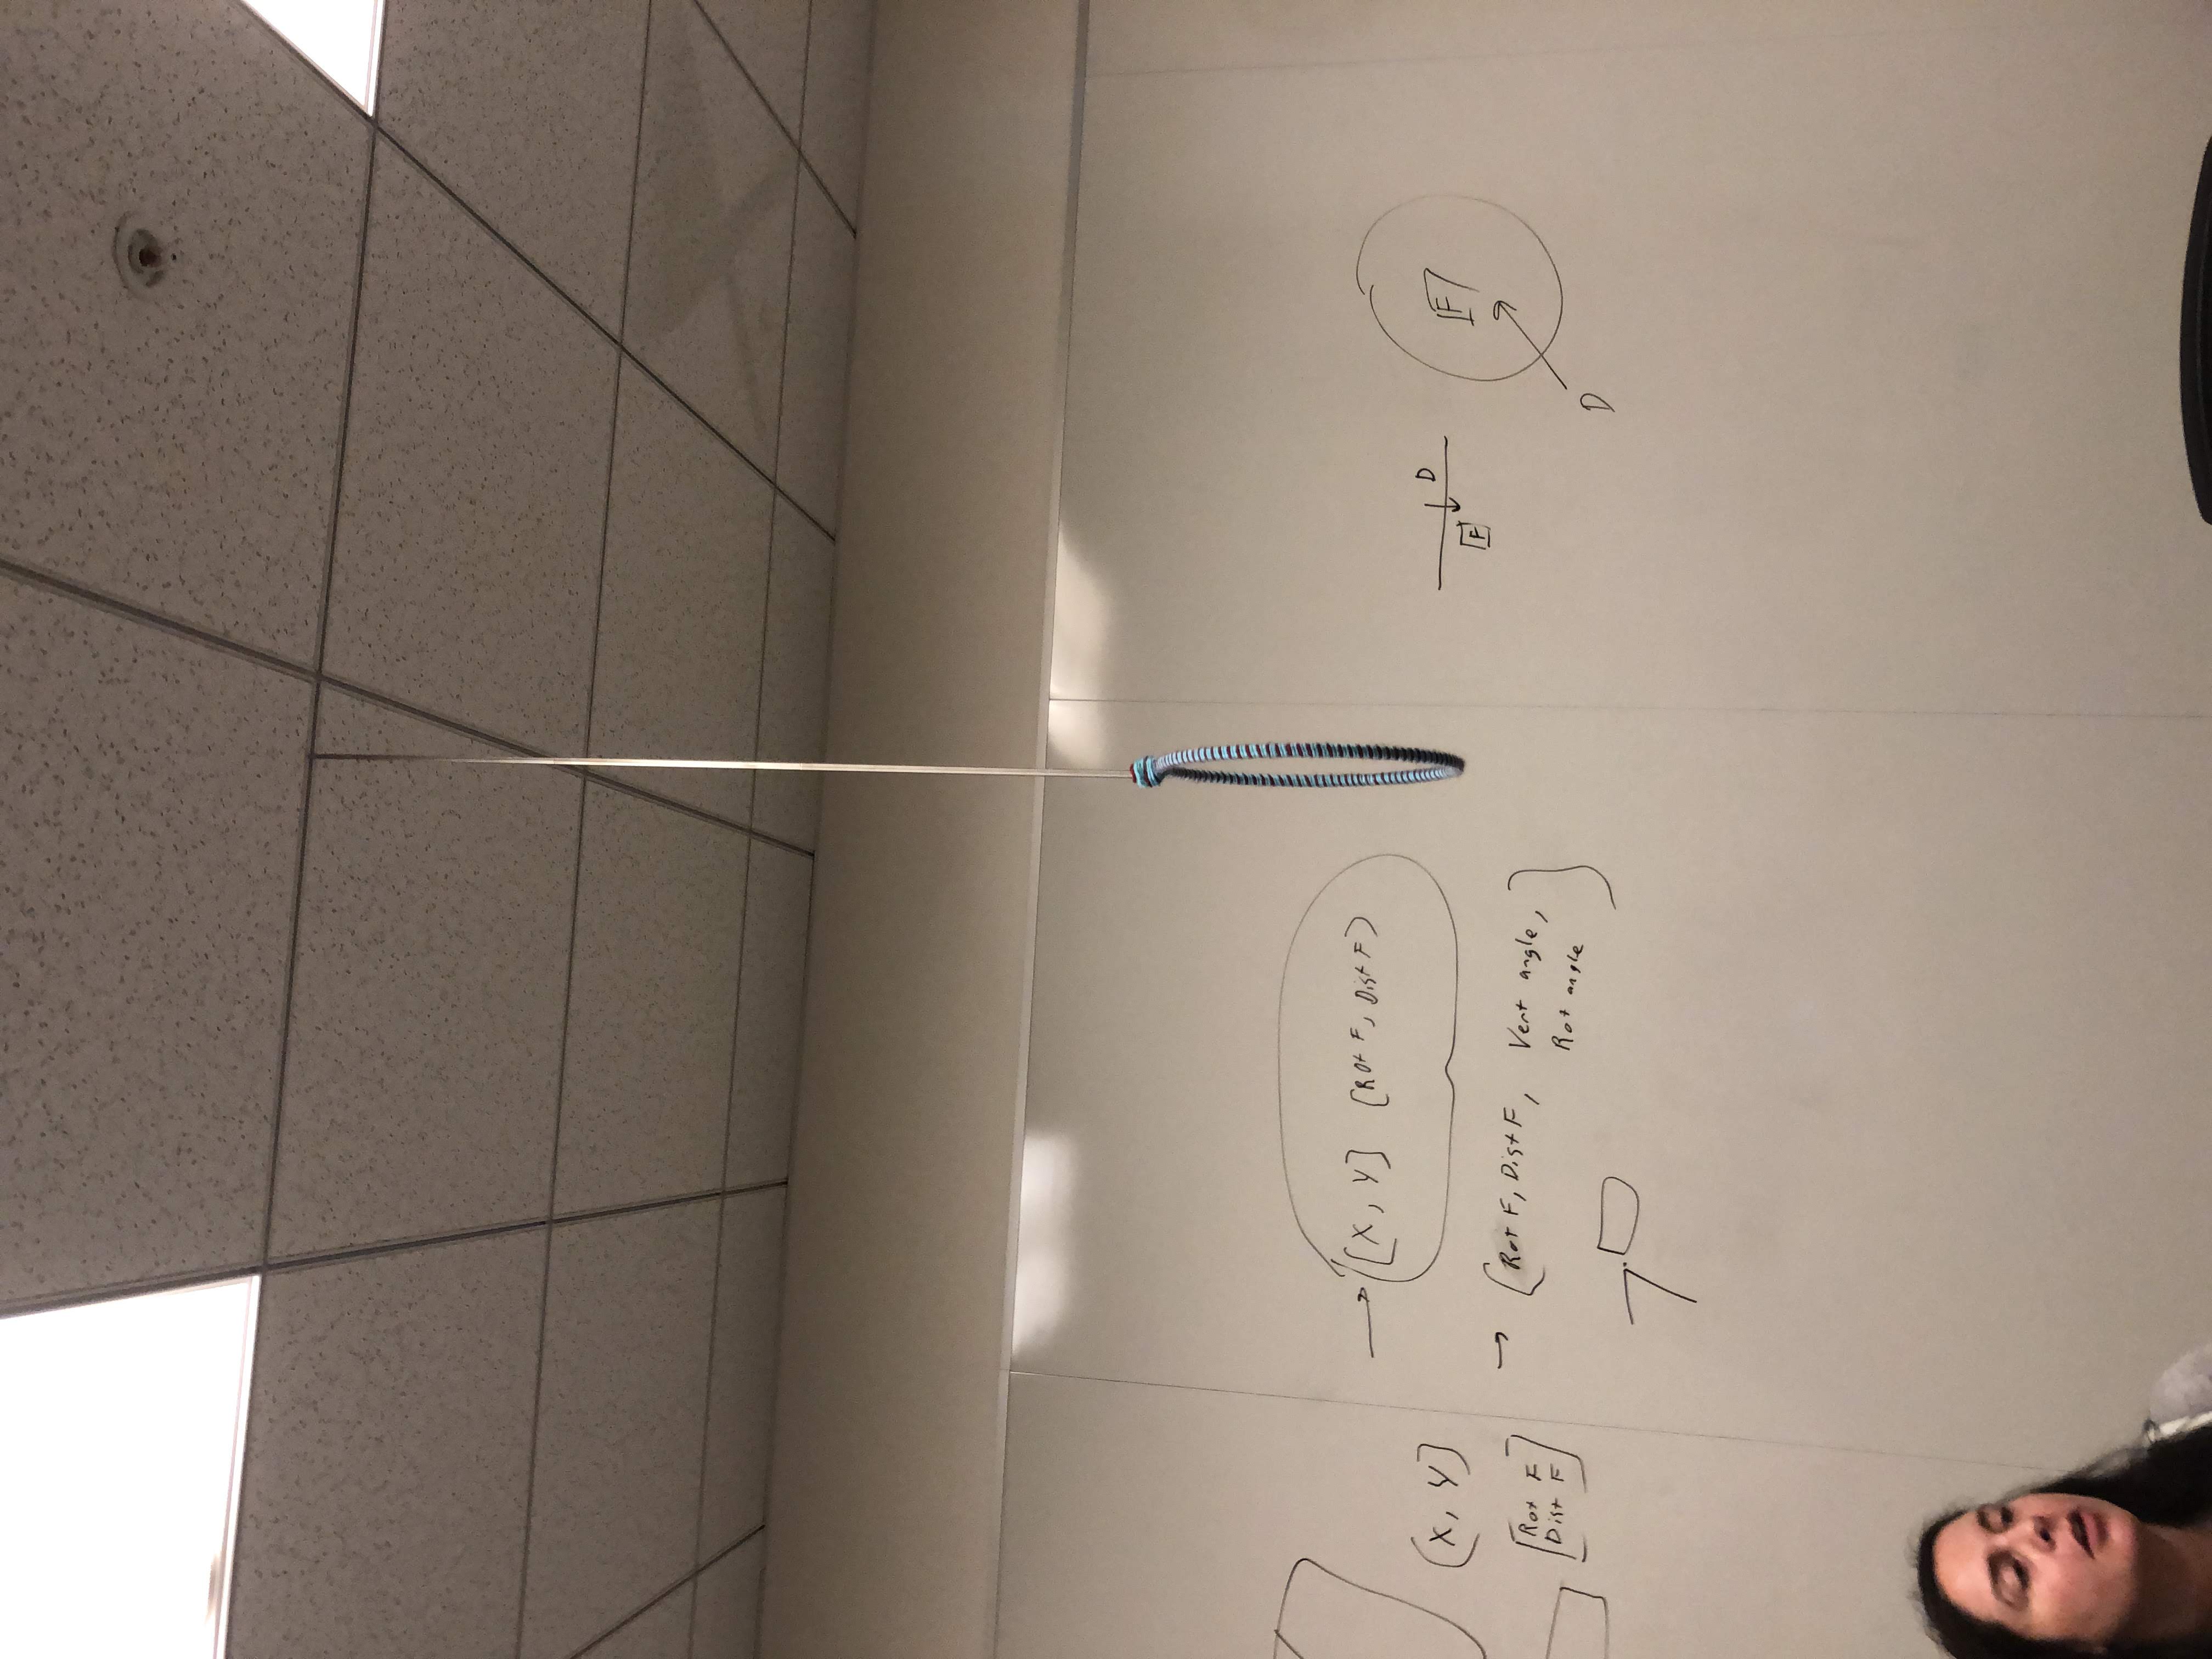 (X, Y]
[Rot F
Dist F]
→ [X, Y] [Rot F, Dist F)
→ [Rot F, Dist F, Vert angle,
Rot angle]
D
F
F
D